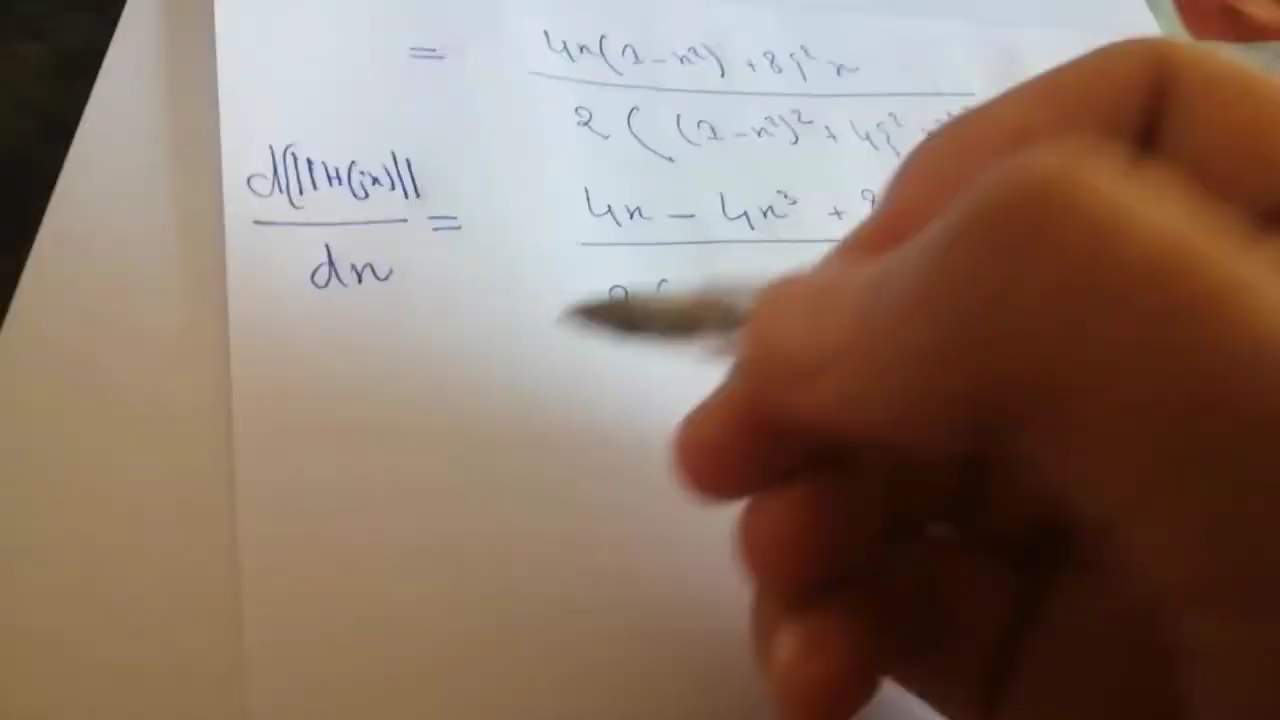 = 4x(1-x²) + 8ξ²x
2 ( (1-x²)² + 4ξ²
d(||H(jx)|| = 4x - 4x³ +
dx